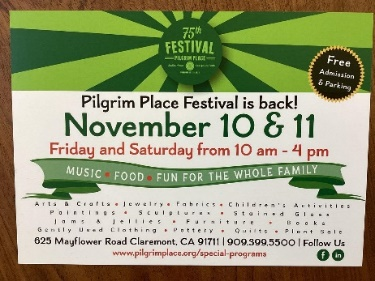 75th
FESTIVAL
PILGRIM PLACE
Free
Admission
& Parking
Pilgrim Place Festival is back!
November 10 & 11
Friday and Saturday from 10 am - 4 pm
MUSIC • FOOD • FUN FOR THE WHOLE FAMILY
Arts & Crafts • Jewelry • Fabrics • Children's Activities
Paintings • Sculptures • Stained Glass
Jams & Jellies • Furniture • Books
Gently Used Clothing • Pottery • Quilts • Plant Sale
625 Mayflower Road Claremont, CA 91711 | 909.399.5500 | Follow Us
www.pilgrimplace.org/special-programs
f in